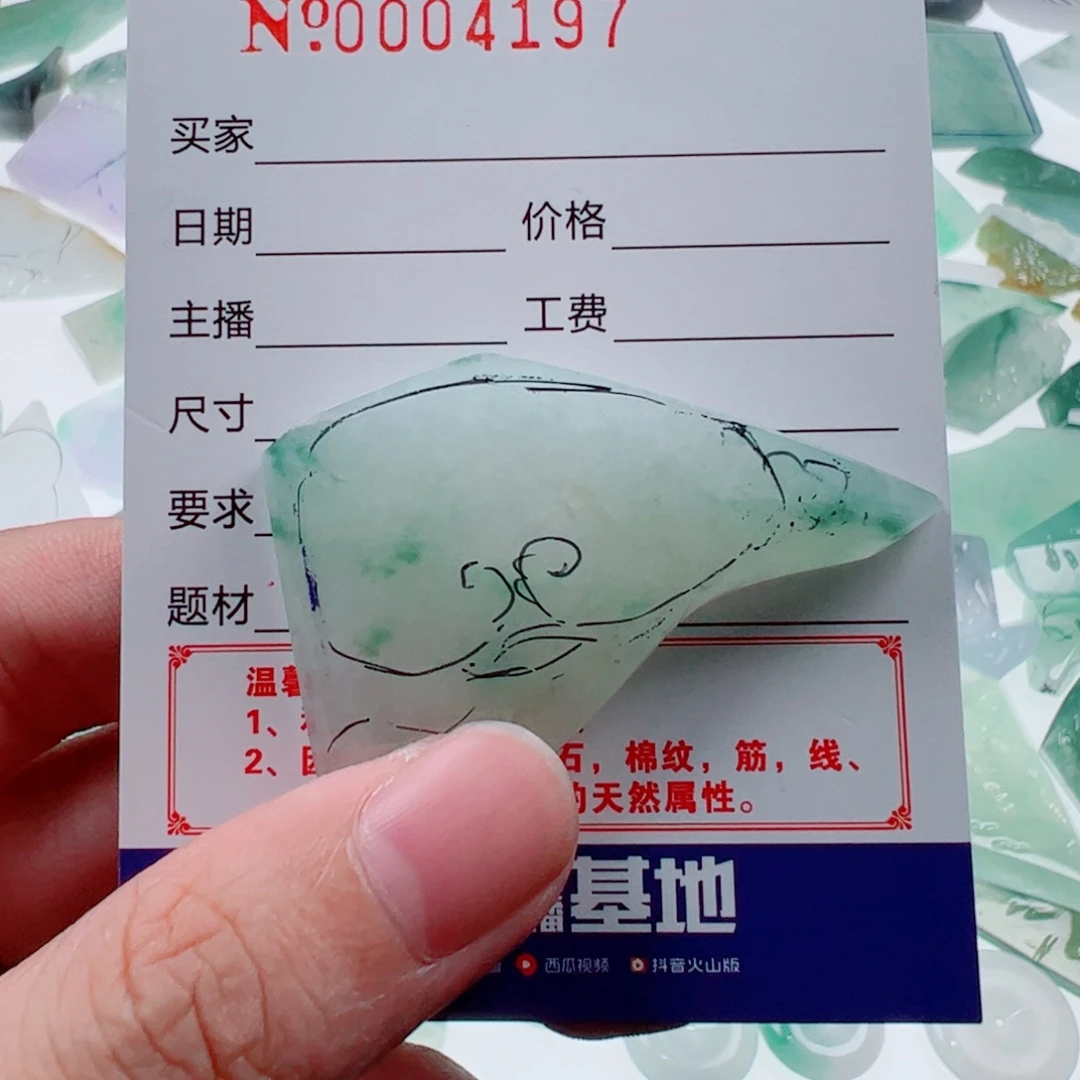 Nº0004197
买家
日期 价格
主播 工费
尺寸
要求
题材
温馨
1、
2、因 石，棉纹，筋，线、
的天然属性。
播基地
西瓜视频 抖音火山版